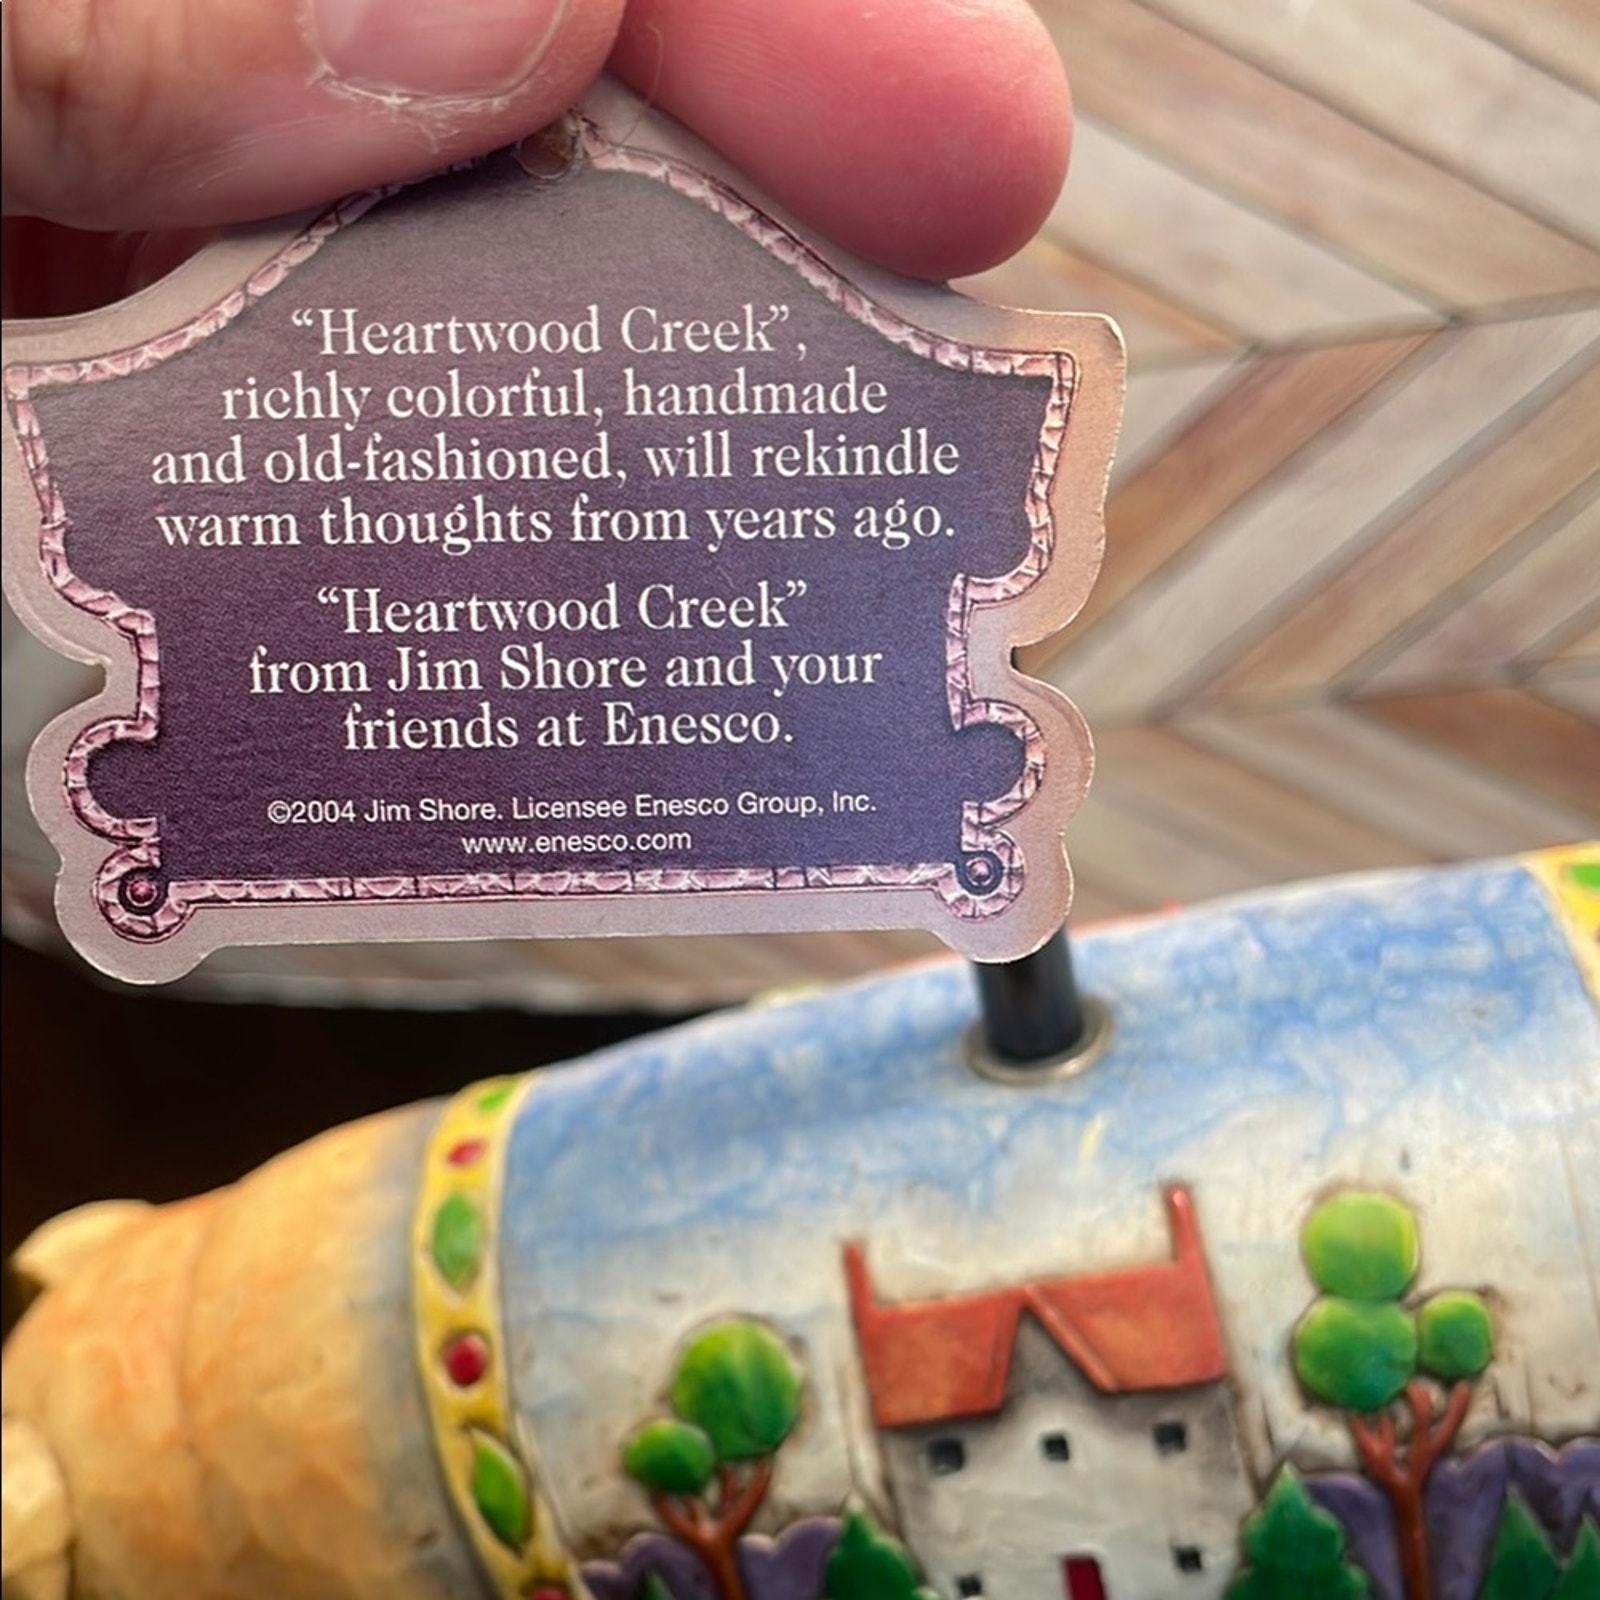 “Heartwood Creek”,
richly colorful, handmade
and old-fashioned, will rekindle
warm thoughts from years ago.
“Heartwood Creek”
from Jim Shore and your
friends at Enesco.
©2004 Jim Shore. Licensee Enesco Group, Inc.
www.enesco.com